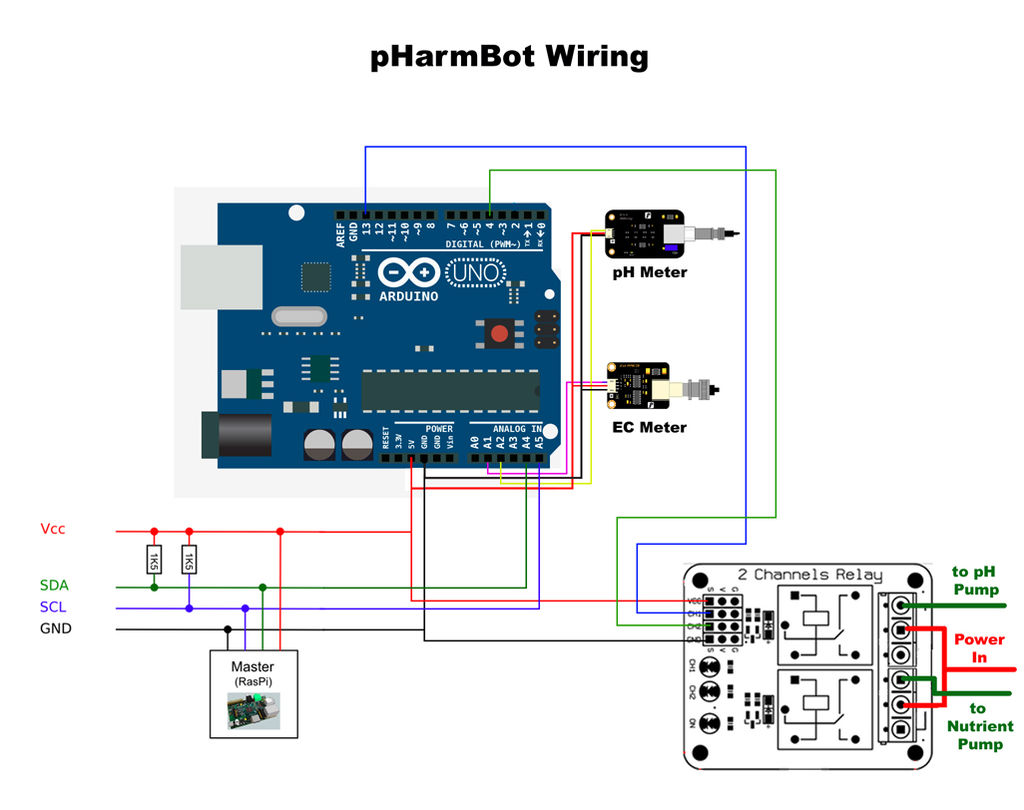 pHarmBot Wiring
AREF
GND
13
12
~11
~10
~9
8
7
~6
~5
4
~3
2
TX→1
RX←0
DIGITAL (PWM~)
UNO
ARDUINO
pH Meter
EC Meter
POWER
ANALOG IN
RESET
3.3V
5V
GND
GND
Vin
A0
A1
A2
A3
A4
A5
Vcc
1K5
1K5
SDA
SCL
GND
Master
(RasPi)
2 Channels Relay
S V G
VCC
CH1
CH2
S V G
CH1
CH2
ON
to pH
Pump
Power
In
to
Nutrient
Pump